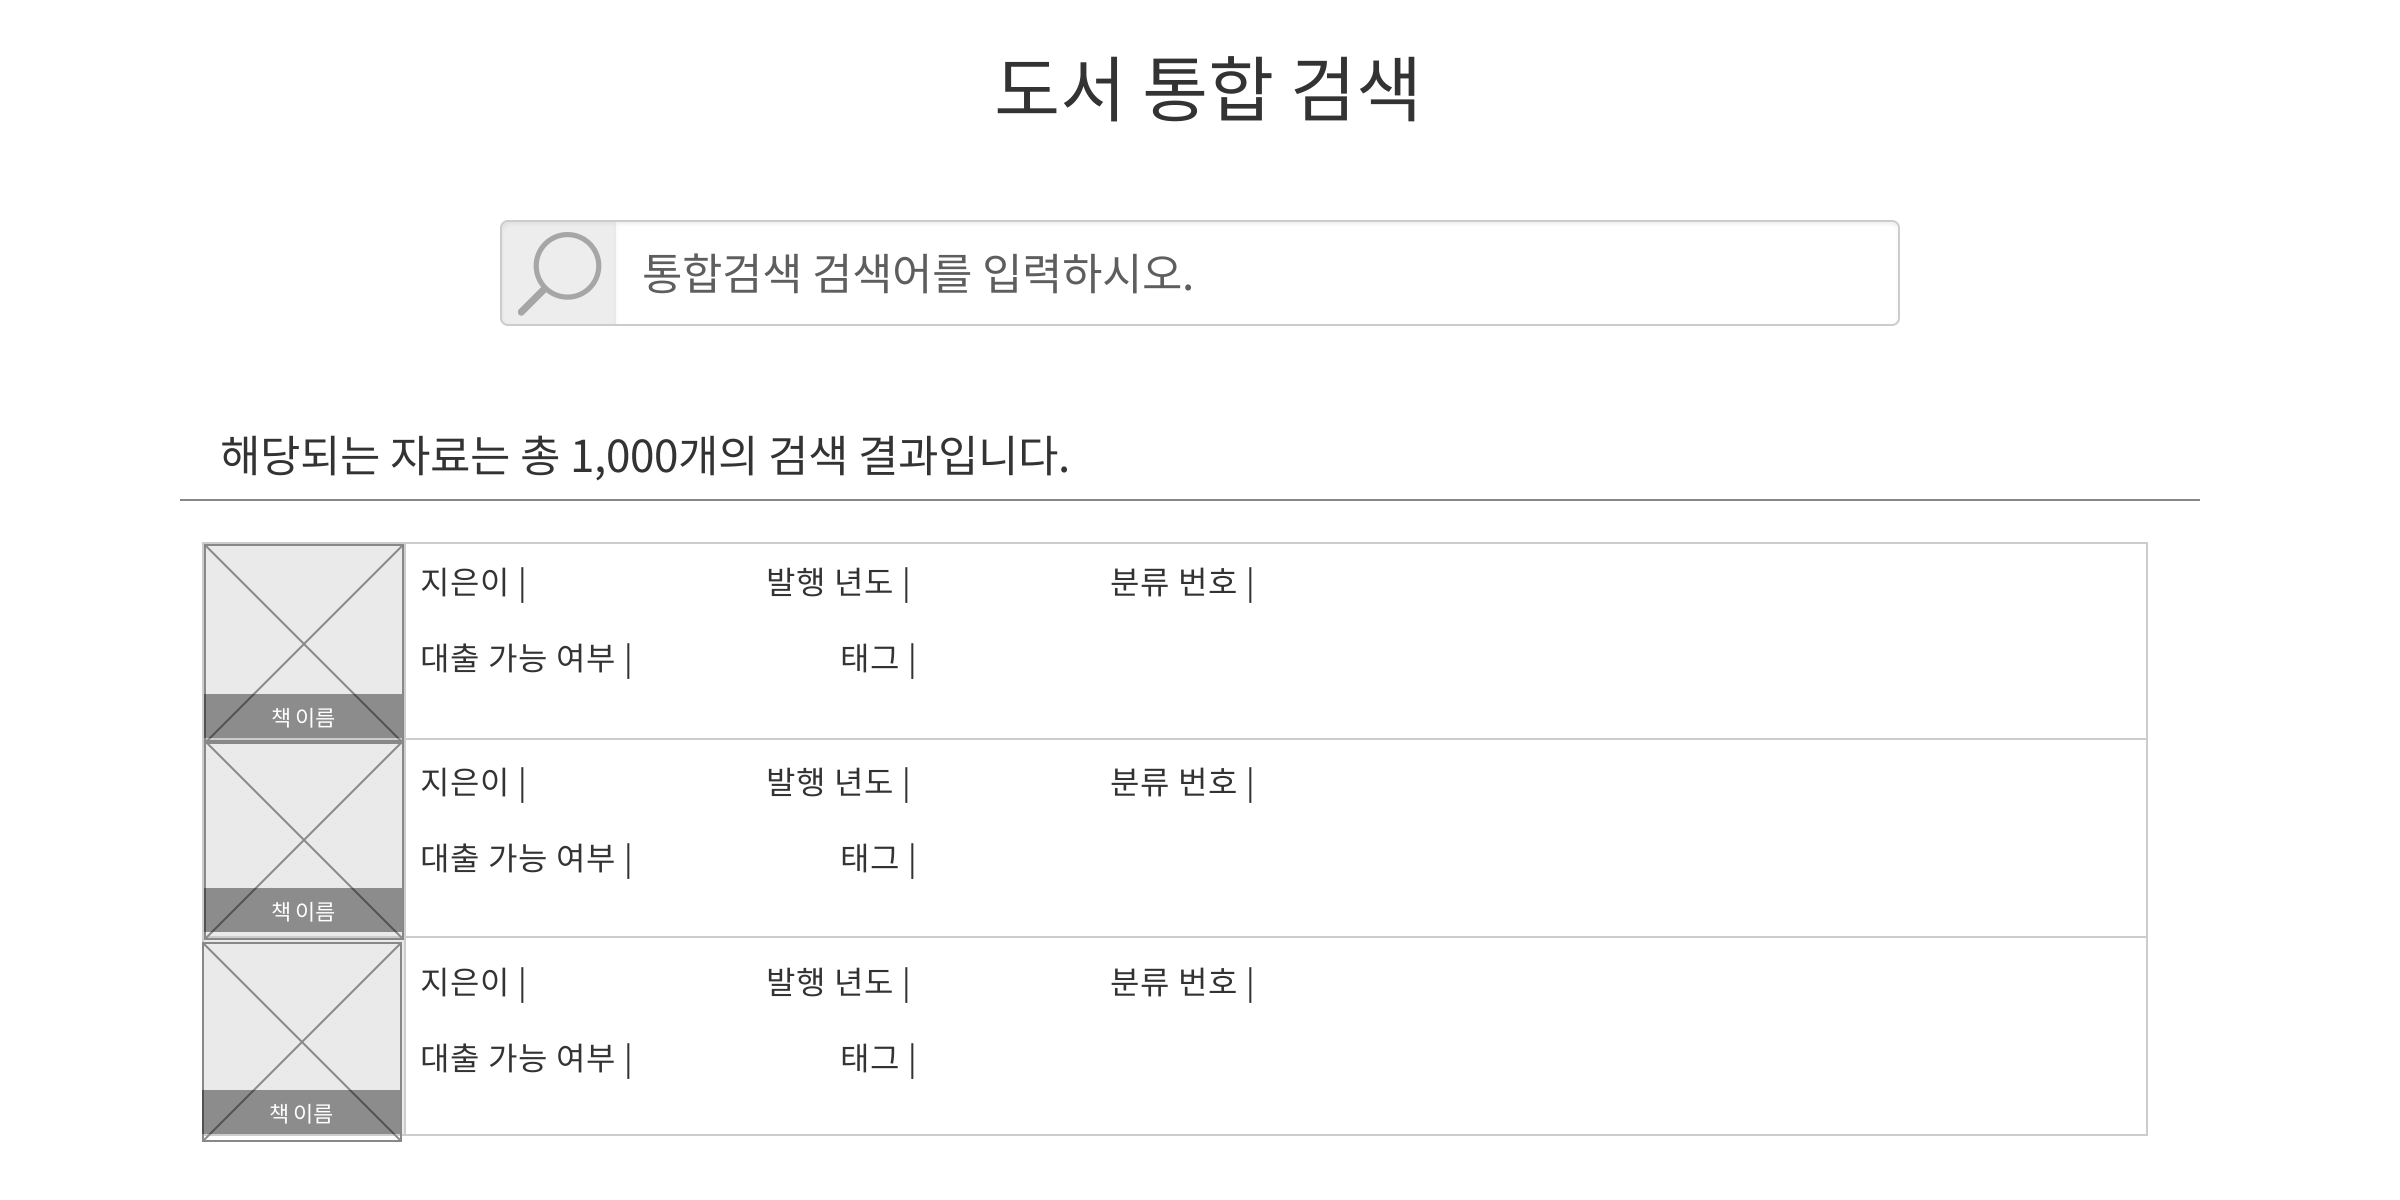 도서 통합 검색
통합검색 검색어를 입력하시오.
해당되는 자료는 총 1,000개의 검색 결과입니다.
지은이 | 발행 년도 | 분류 번호 |
대출 가능 여부 | 태그 |
책 이름
지은이 | 발행 년도 | 분류 번호 |
대출 가능 여부 | 태그 |
책 이름
지은이 | 발행 년도 | 분류 번호 |
대출 가능 여부 | 태그 |
책 이름